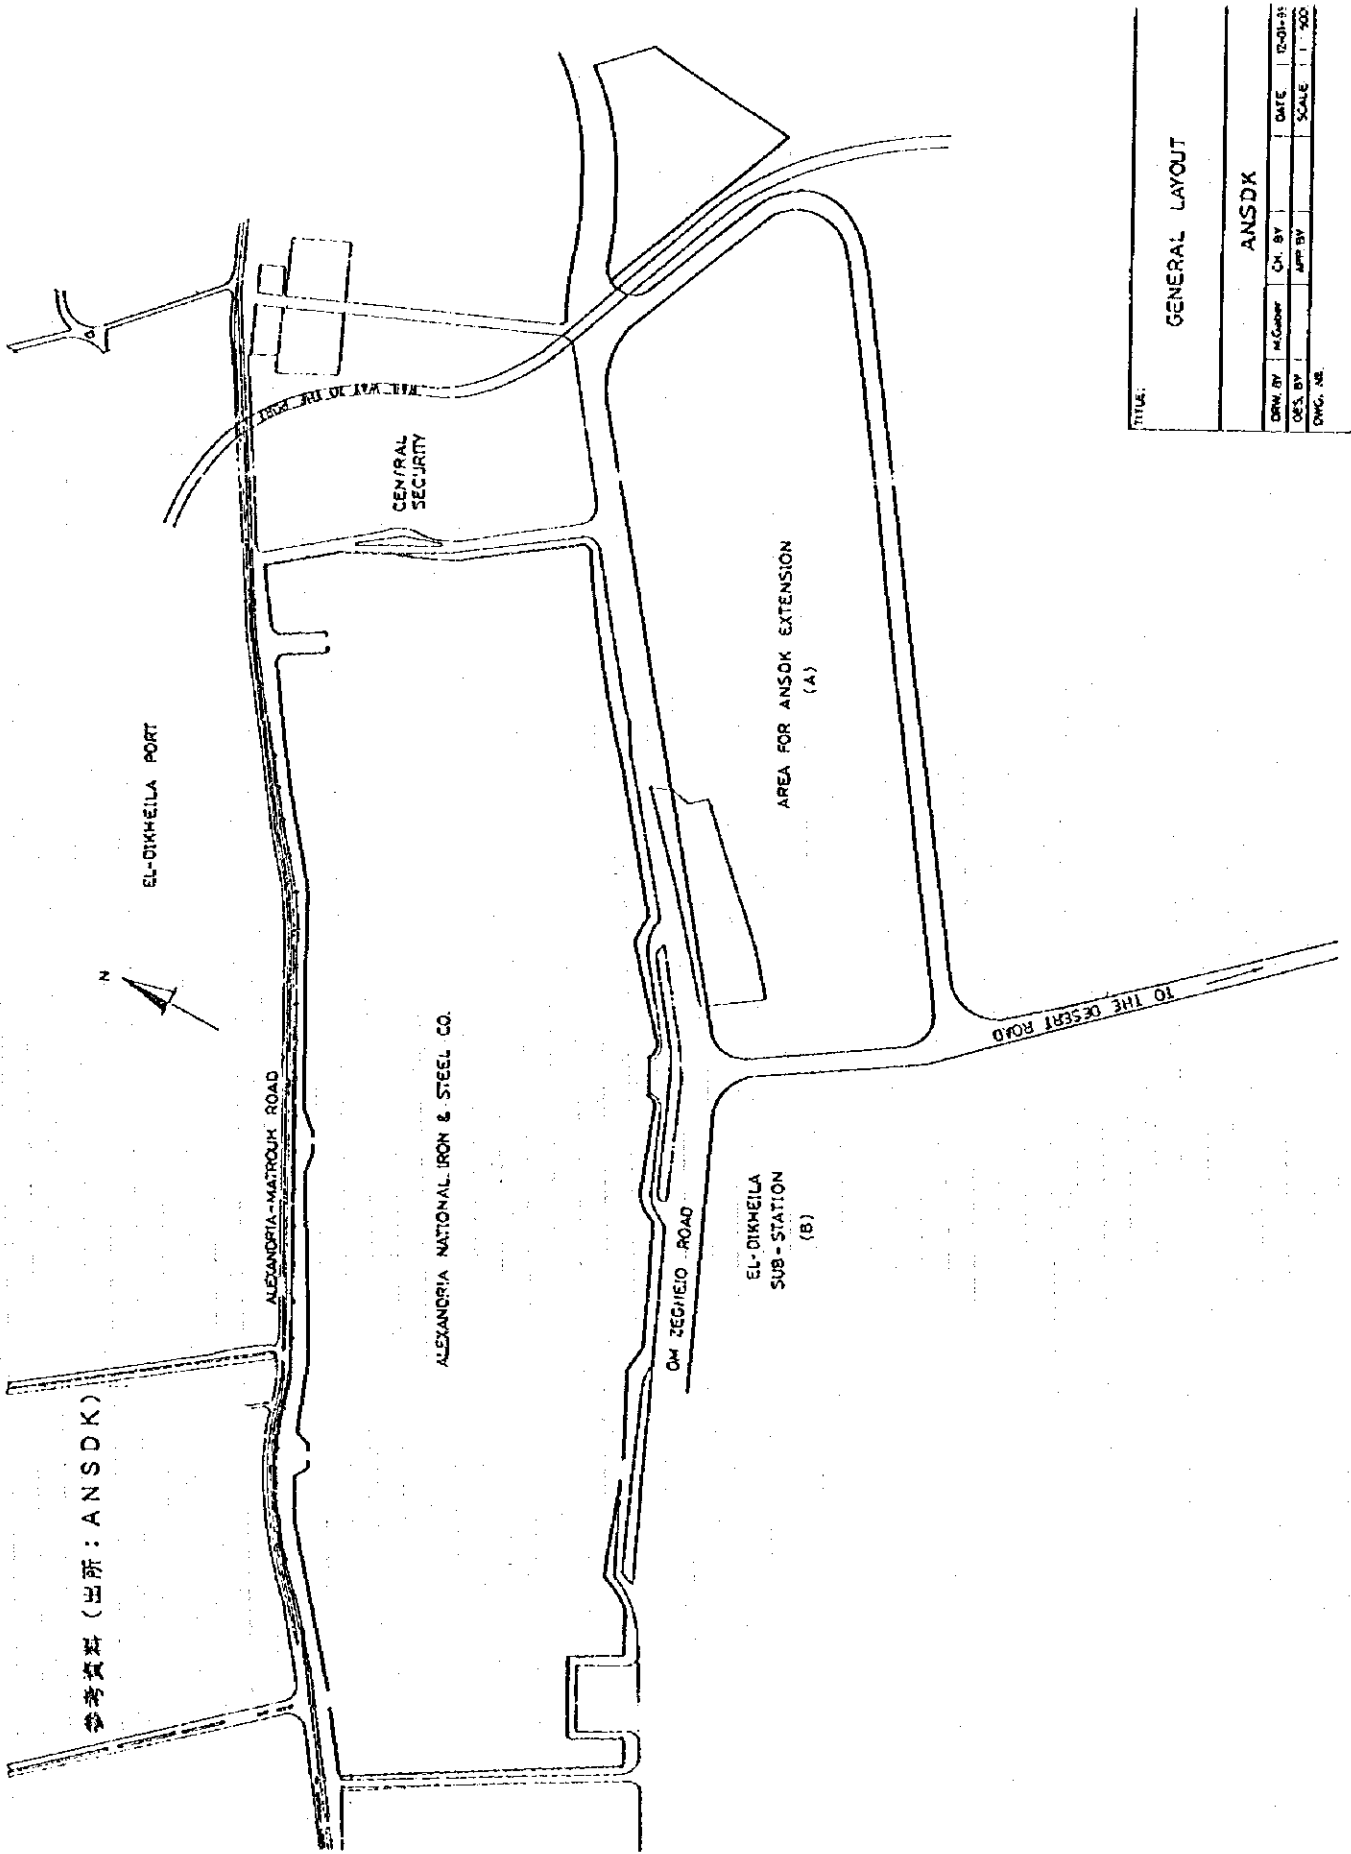 参考資料（出所：ANSDK）
EL-DIKHEILA PORT
N
ALEXANDRIA-MATROUH ROAD
RAIL WAY TO THE PORT
CENTRAL
SECURITY
ALEXANDRIA NATIONAL IRON & STEEL CO.
OM ZEGHEIO ROAD
AREA FOR ANSDK EXTENSION
(A)
EL-DIKHEILA
SUB-STATION
(B)
TO THE DESERT ROAD
TITLE:
GENERAL LAYOUT
ANSDK
DRW. BY CH. BY DATE
DES. BY APP. BY SCALE
DWG. NO.